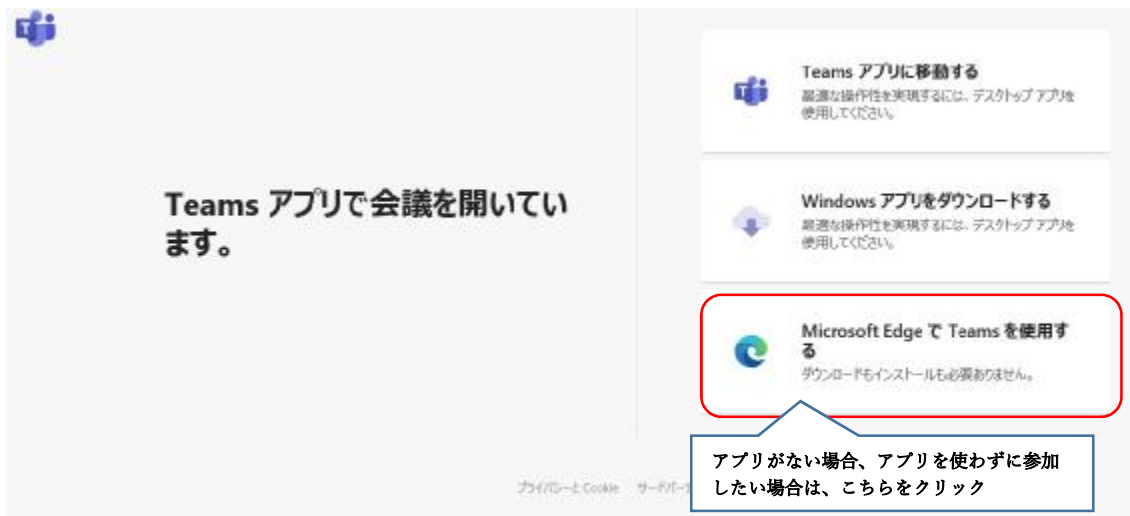 Teams アプリで会議を開いてい
ます。
Teams アプリに移動する
最適な操作性を実現するには、デスクトップ アプリを
使用してください。
Windows アプリをダウンロードする
最適な操作性を実現するには、デスクトップ アプリを
使用してください。
Microsoft Edge で Teams を使用す
る
ダウンロードもインストールも必要ありません。
アプリがない場合、アプリを使わずに参加
したい場合は、こちらをクリック
プライバシーと Cookie サードパーテ